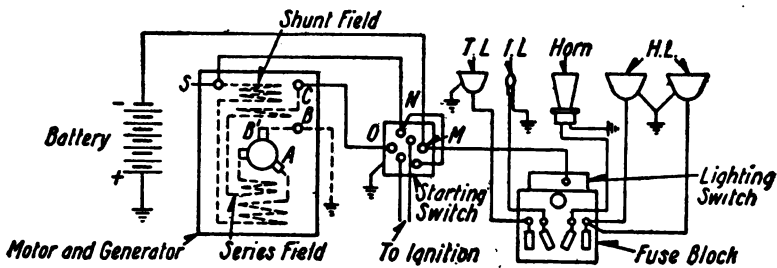 Shunt Field
T.L
I.L
Horn
H.L.
S
C
N
Battery
-
+
B'
B
A
O
M
Starting
Switch
Lighting
Switch
To Ignition
Motor and Generator
Series Field
Fuse Block